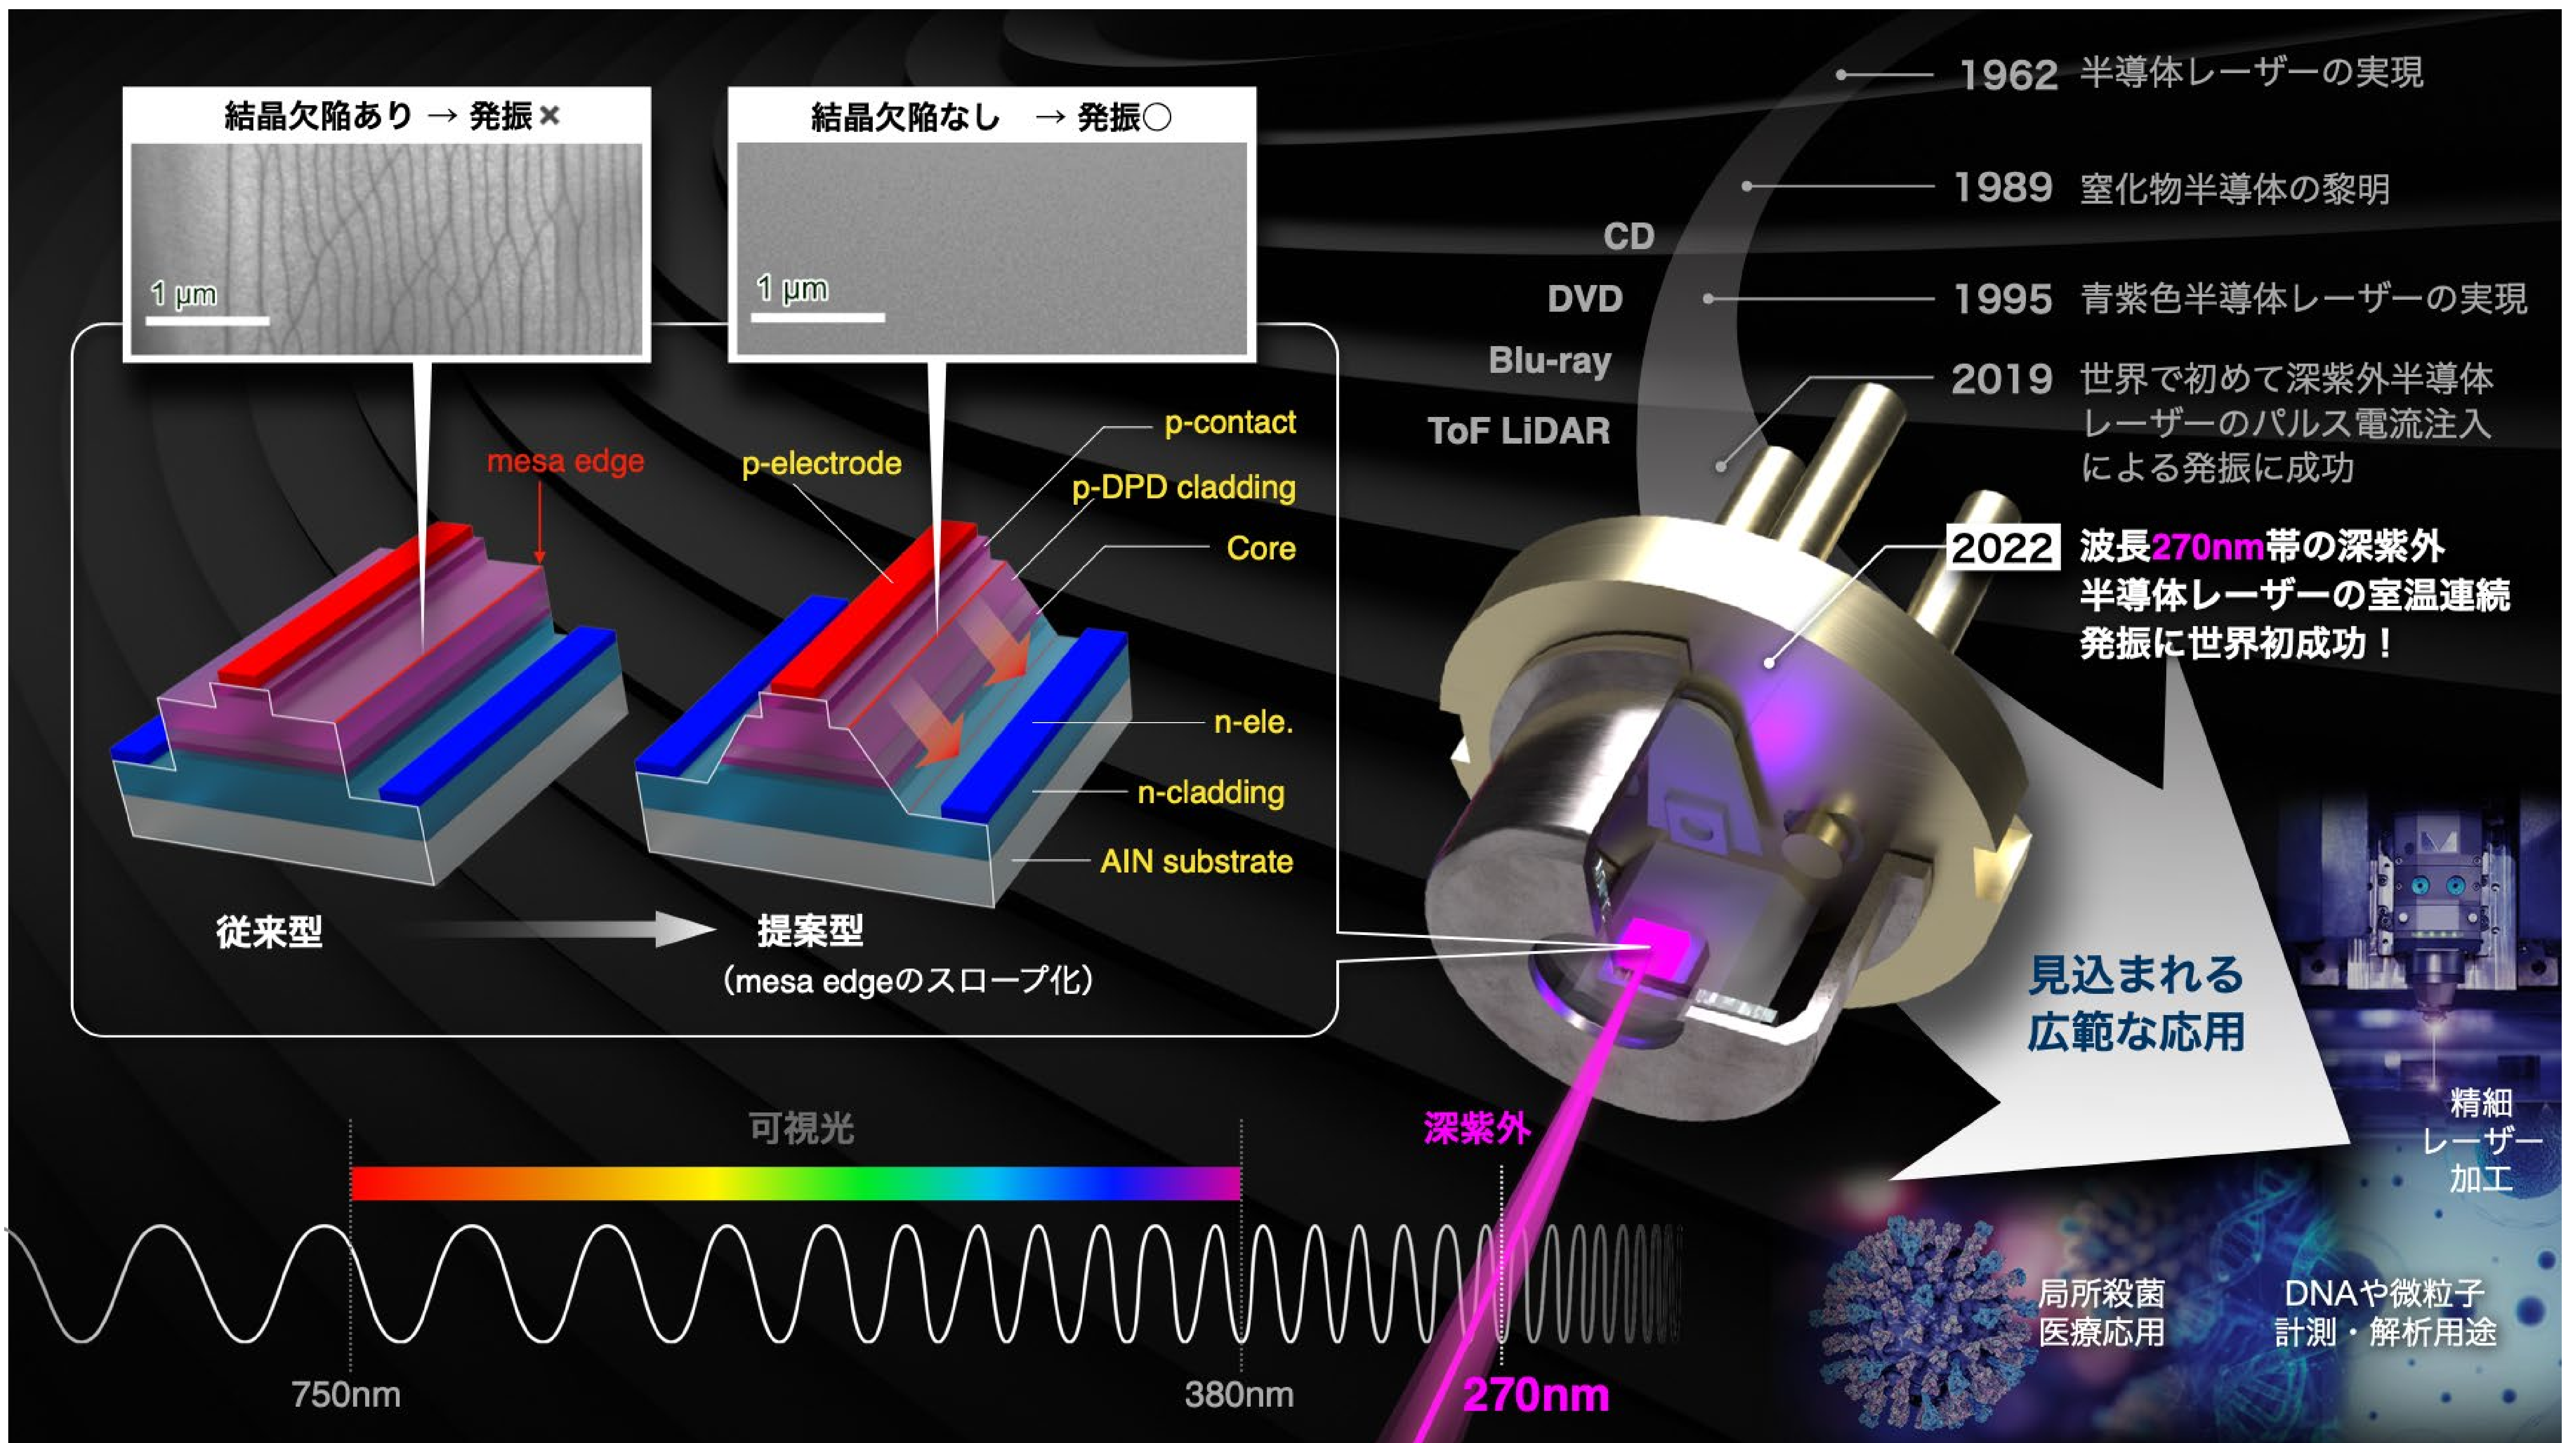 結晶欠陥あり → 発振×
1 μm
結晶欠陥なし → 発振○
1 μm
mesa edge
p-electrode
p-contact
p-DPD cladding
Core
n-ele.
n-cladding
AlN substrate
従来型
提案型
（mesa edgeのスロープ化）
1962 半導体レーザーの実現
1989 窒化物半導体の黎明
CD
DVD
1995 青紫色半導体レーザーの実現
Blu-ray
ToF LiDAR
2019 世界で初めて深紫外半導体
レーザーのパルス電流注入
による発振に成功
2022 波長270nm帯の深紫外
半導体レーザーの室温連続
発振に世界初成功！
見込まれる
広範な応用
精細
レーザー
加工
局所殺菌
医療応用
DNAや微粒子
計測・解析用途
可視光
深紫外
750nm
380nm
270nm